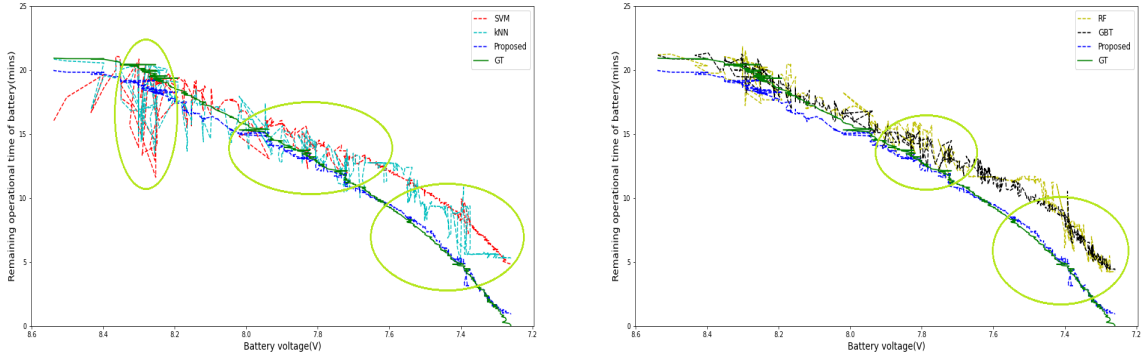 25
20
15
10
5
0
Remaining operational time of battery(mins)
8.6 8.4 8.2 8.0 7.8 7.6 7.4 7.2
Battery voltage(V)
SVM
kNN
Proposed
GT
25
20
15
10
5
0
Remaining operational time of battery(mins)
8.6 8.4 8.2 8.0 7.8 7.6 7.4 7.2
Battery voltage(V)
RF
GBT
Proposed
GT